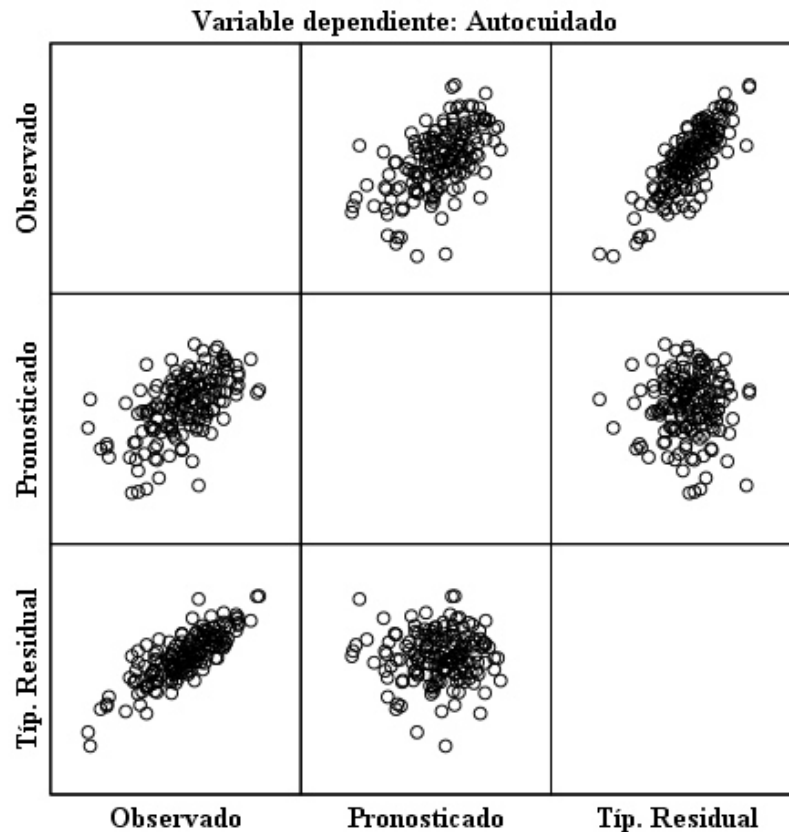 Variable dependiente: Autocuidado
Observado
Pronosticado
Típ. Residual
Observado
Pronosticado
Típ. Residual